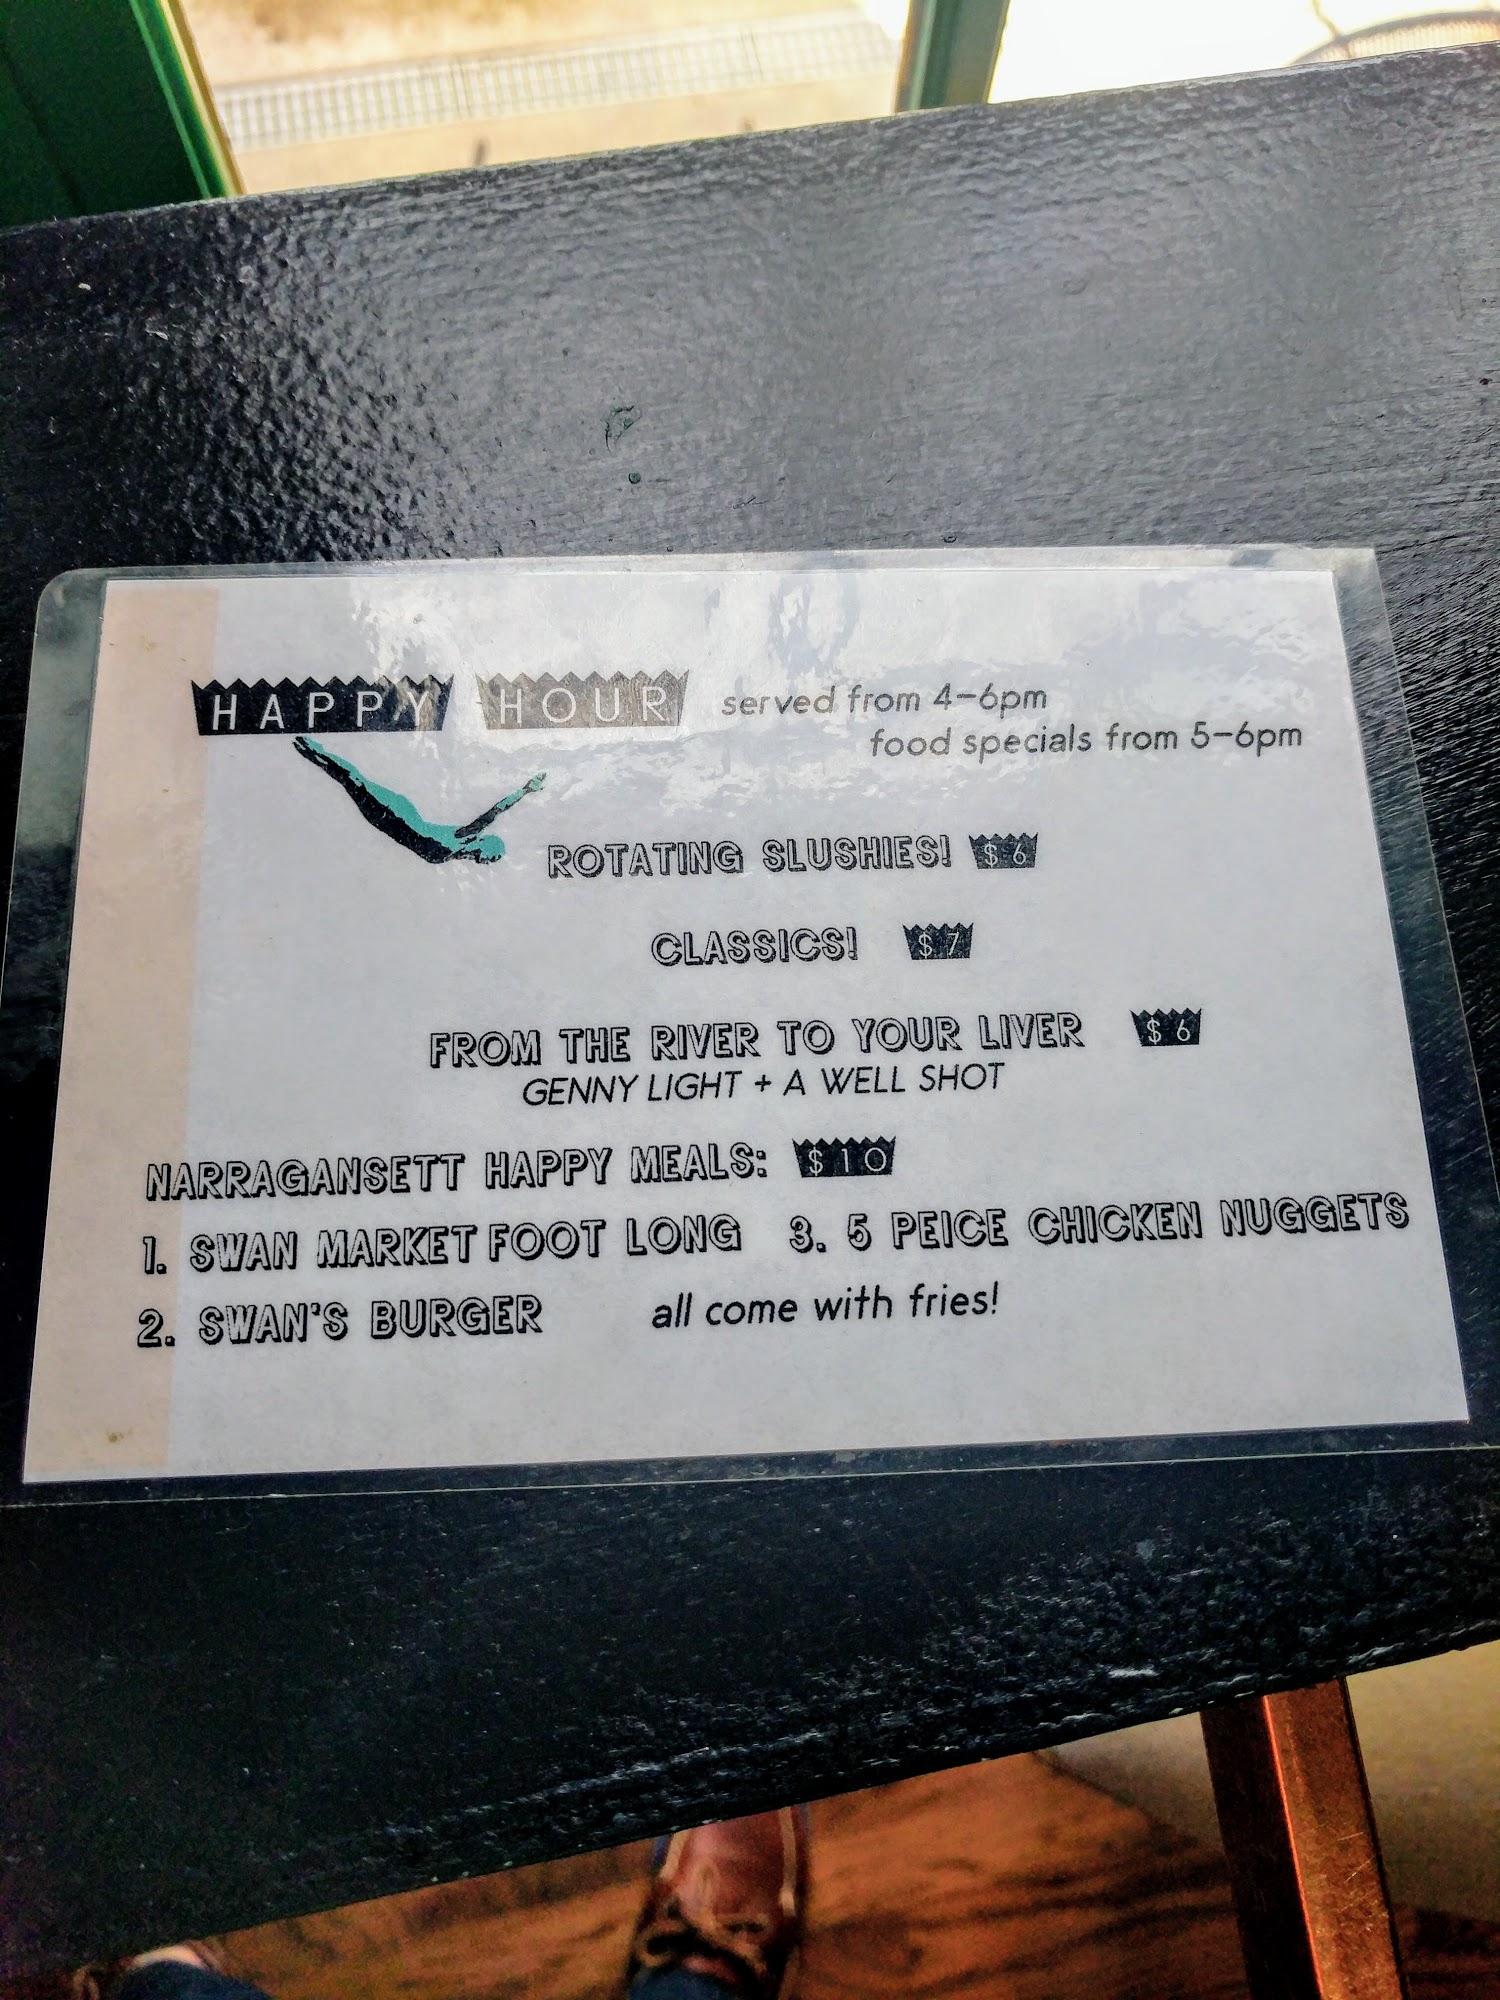 HAPPY HOUR served from 4-6pm
food specials from 5-6pm
ROTATING SLUSHIES! $6
CLASSICS! $7
FROM THE RIVER TO YOUR LIVER $6
GENNY LIGHT + A WELL SHOT
NARRAGANSETT HAPPY MEALS: $10
1. SWAN MARKET FOOT LONG 3. 5 PEICE CHICKEN NUGGETS
2. SWAN'S BURGER all come with fries!